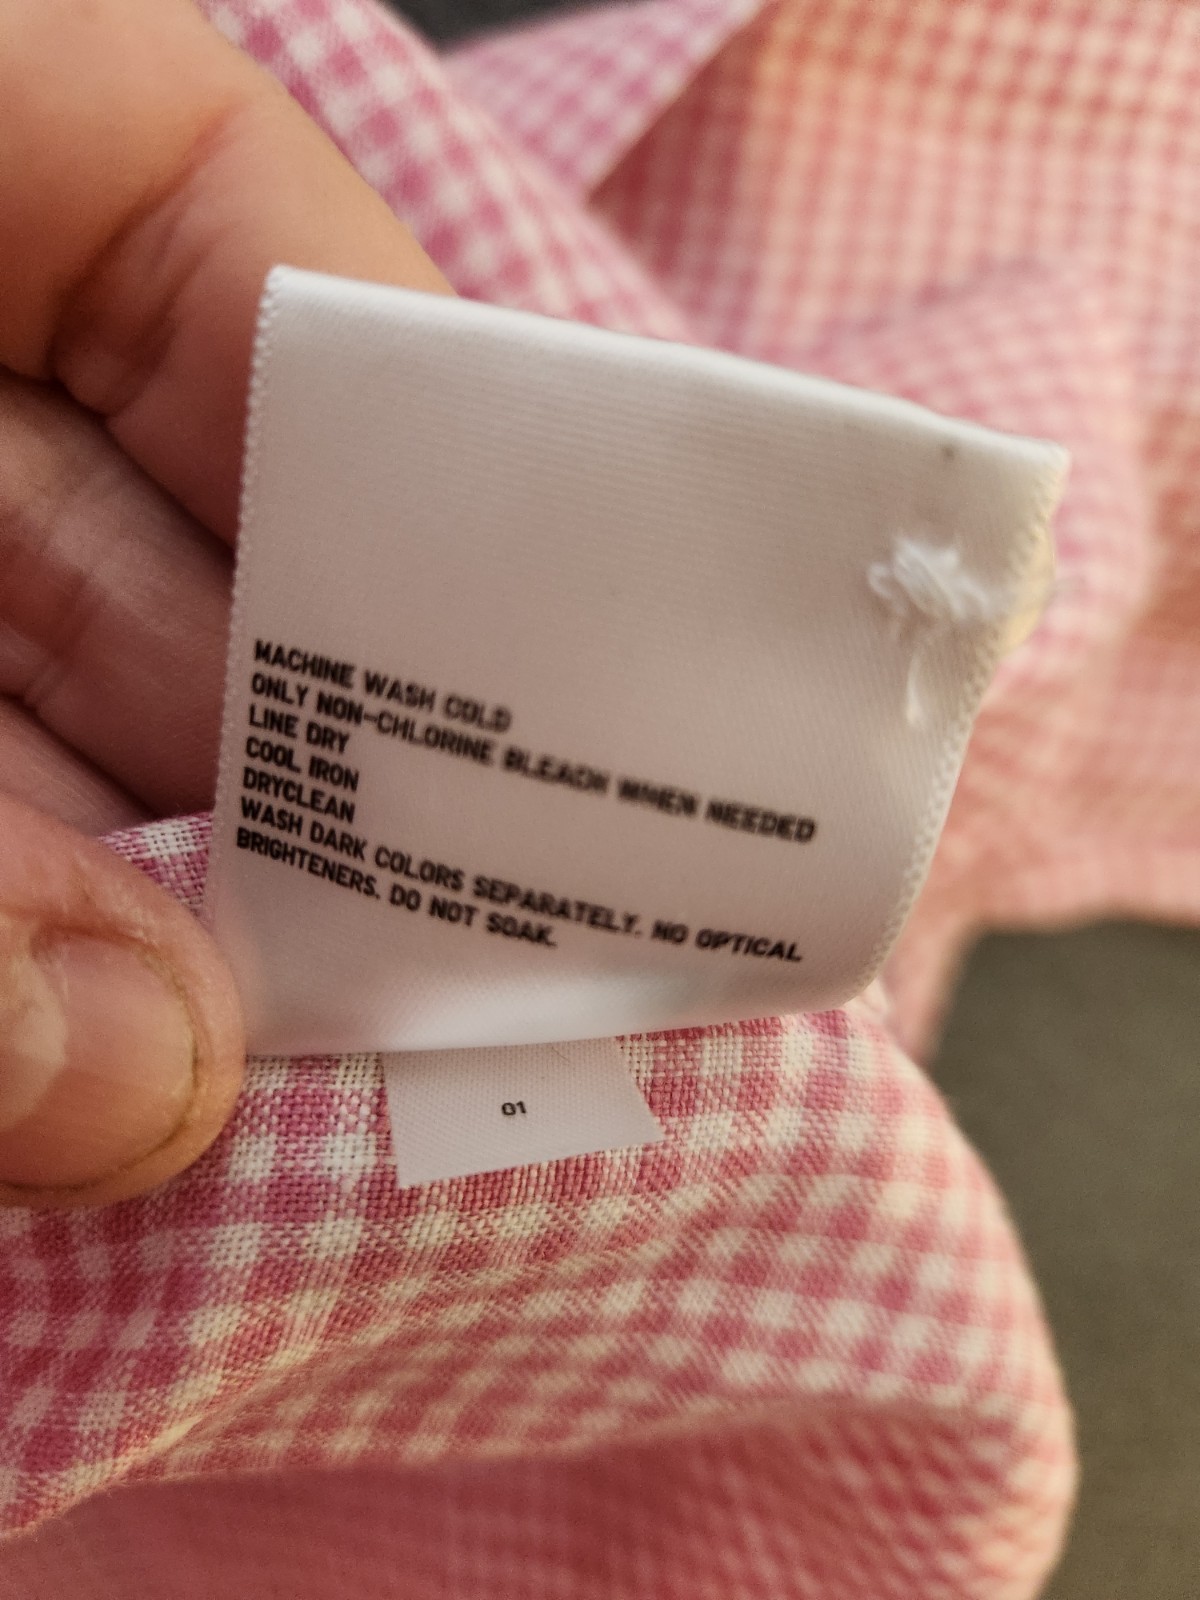 MACHINE WASH COLD
ONLY NON-CHLORINE BLEACH WHEN NEEDED
LINE DRY
COOL IRON
DRYCLEAN
WASH DARK COLORS SEPARATELY. NO OPTICAL
BRIGHTENERS. DO NOT SOAK.
01